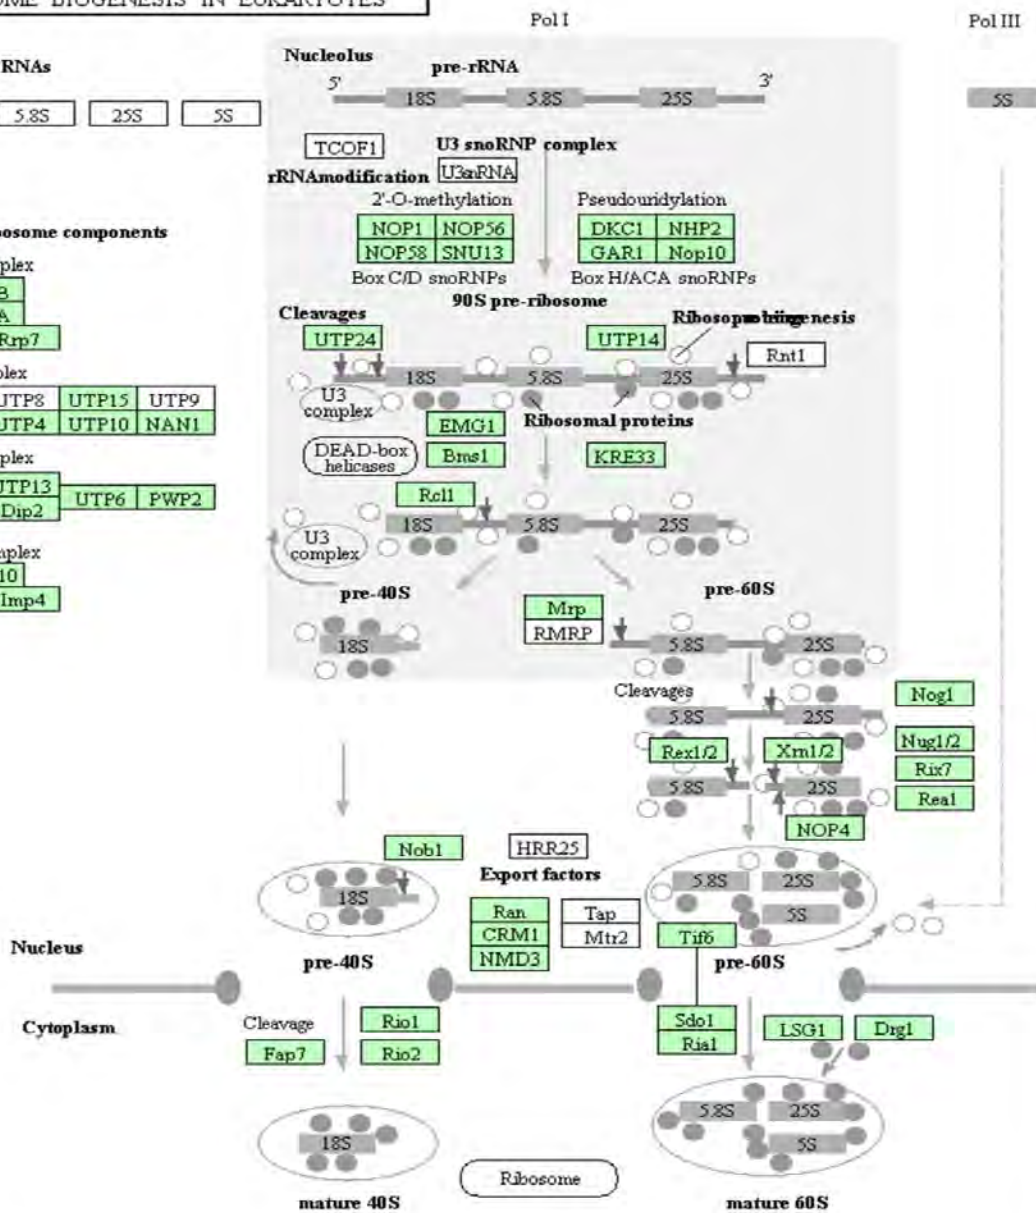 OME BIOGENESIS IN EUKARYOTES
Pol I
Pol III
RNAs
5.8S 25S 5S
Nucleolus
pre-rRNA
5' 3'
18S 5.8S 25S
5S
TCOF1
U3 snoRNP complex
U3snRNA
rRNAmodification
2'-O-methylation
NOP1 NOP56
NOP58 SNU13
Box C/D snoRNPs
Pseudouridylation
DKC1 NHP2
GAR1 Nop10
Box H/ACA snoRNPs
osome components
plex
B
A
Rrp7
plex
UTP8 UTP15 UTP9
UTP4 UTP10 NAN1
plex
UTP13
Dip2
UTP6 PWP2
mplex
10
Imp4
90S pre-ribosome
Cleavages
UTP24
UTP14
Rnt1
18S 5.8S 25S
U3
complex
Ribosomal proteins
EMG1
DEAD-box
helicases
Bms1
KRE33
Rcl1
18S 5.8S 25S
U3
complex
pre-40S
pre-60S
Mrp
RMRP
18S
5.8S 25S
Cleavages
Nog1
5.8S 25S
Rex1/2
Xrn1/2
Nug1/2
Rix7
5.8S 25S
Rea1
NOP4
Nob1
HRR25
18S
Export factors
Ran
CRM1
NMD3
Tap
Mtr2
5.8S 25S
5S
Tif6
Nucleus
pre-40S
pre-60S
Cytoplasm
Cleavage
Fap7
Rio1
Rio2
Sdo1
Ria1
LSG1
Drg1
18S
5.8S 25S
5S
Ribosome
mature 40S
mature 60S